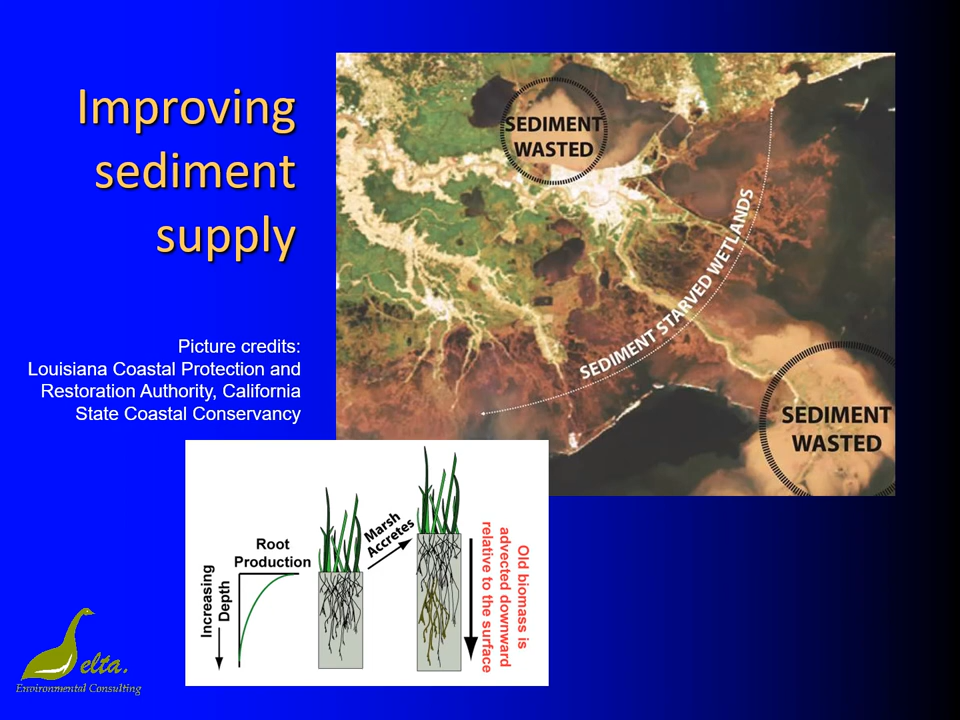 Improving
sediment
supply
Picture credits:
Louisiana Coastal Protection and
Restoration Authority, California
State Coastal Conservancy
SEDIMENT
WASTED
SEDIMENT STARVED WETLANDS
SEDIMENT
WASTED
Root
Production
Increasing
Depth
Marsh
Accretes
Old biomass is
advected downward
relative to the surface
elta.
Environmental Consulting